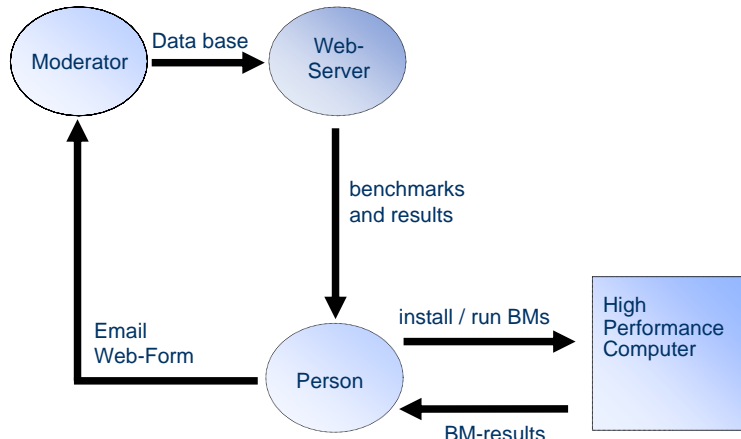 Moderator
Data base
Web-
Server
benchmarks
and results
Email
Web-Form
Person
install / run BMs
High
Performance
Computer
BM-results